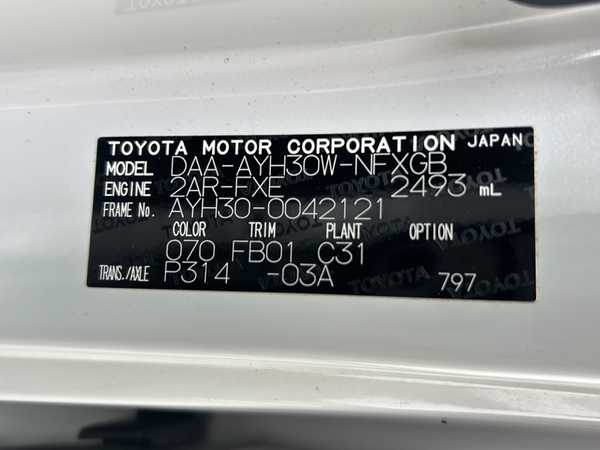 TOYOTA MOTOR CORPORATION JAPAN
MODEL DAA-AYH30W-NFXGB
ENGINE 2AR-FXE 2493 mL
FRAME No. AYH30-0042121
COLOR TRIM PLANT OPTION
070 FB01 C31
TRANS./AXLE P314 -03A 797